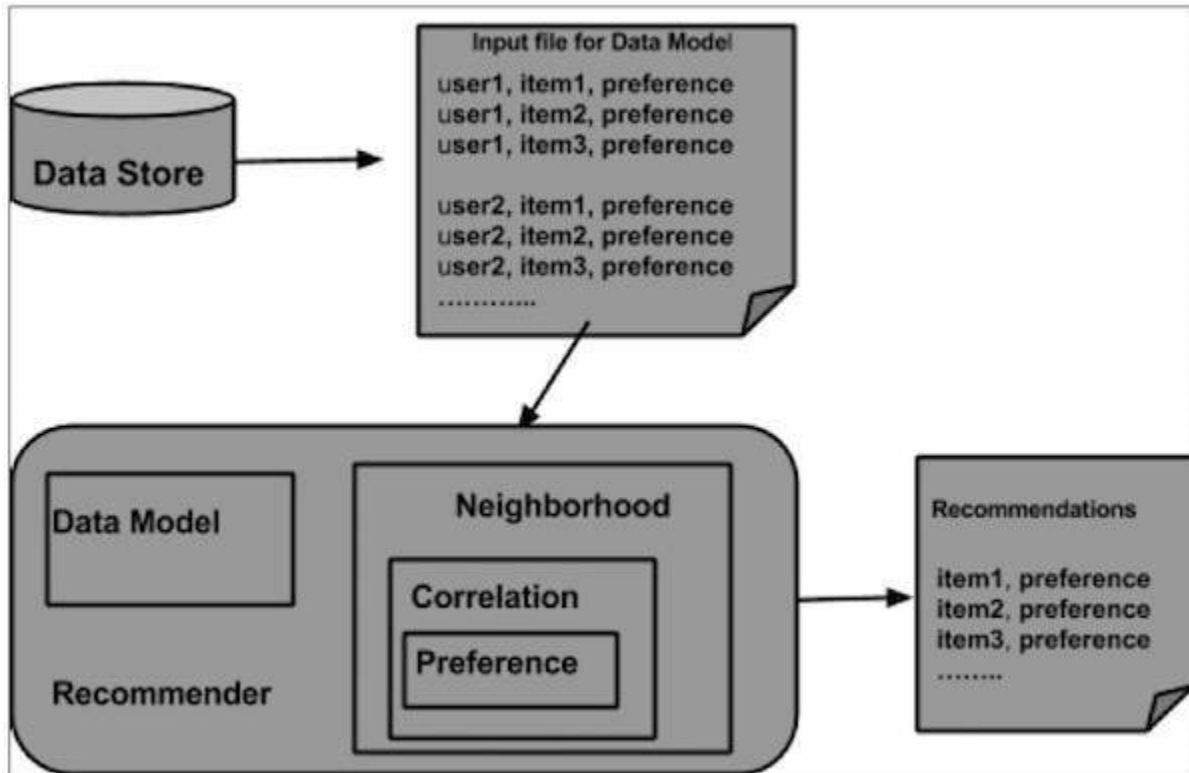 Input file for Data Model
user1, item1, preference
user1, item2, preference
user1, item3, preference
user2, item1, preference
user2, item2, preference
user2, item3, preference
…………...
Data Store
Data Model
Neighborhood
Correlation
Preference
Recommender
Recommendations
item1, preference
item2, preference
item3, preference
……..